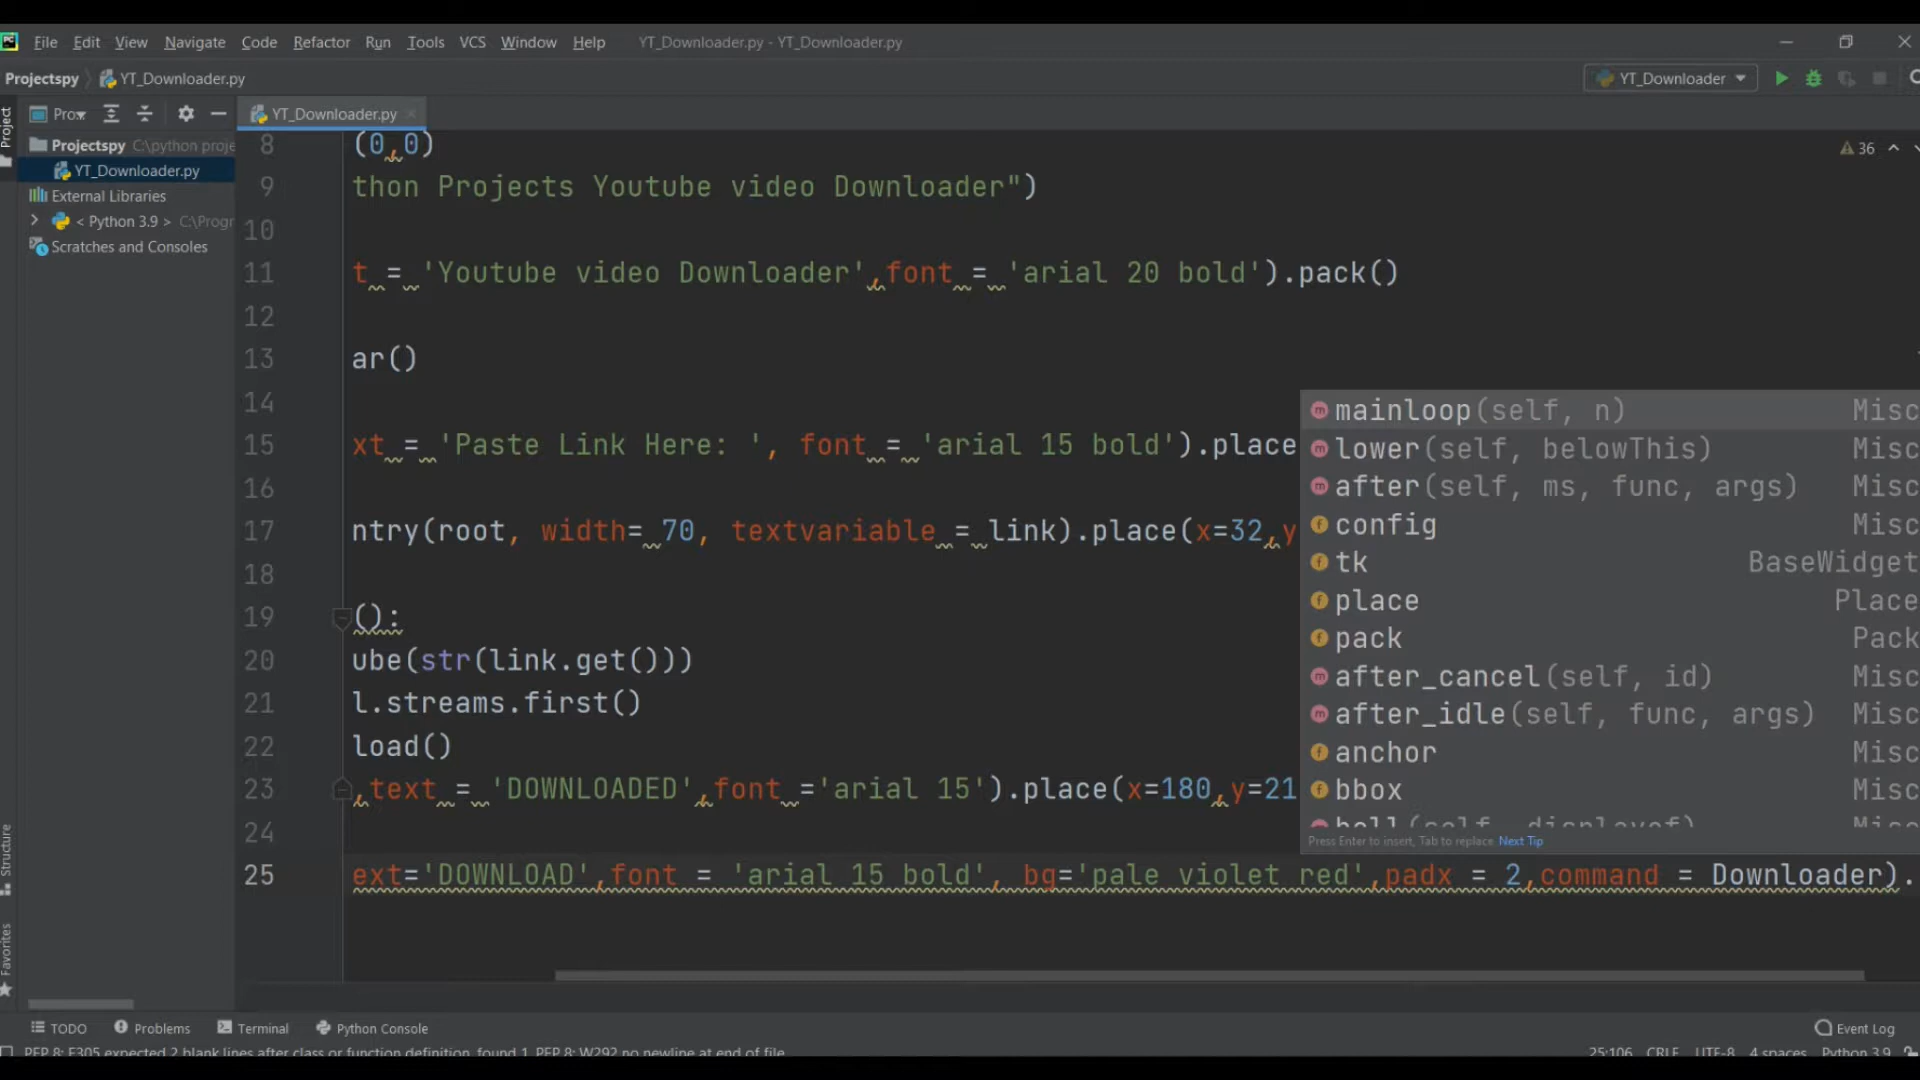 File Edit View Navigate Code Refactor Run Tools VCS Window Help YT_Downloader.py - YT_Downloader.py
Projectspy YT_Downloader.py YT_Downloader
Project
Pro YT_Downloader.py
Projectspy C:\python proje
YT_Downloader.py
External Libraries
< Python 3.9 > C:\Progr
Scratches and Consoles
36
8 (0,0)
9 thon Projects Youtube video Downloader")
10
11 t = 'Youtube video Downloader',font = 'arial 20 bold').pack()
12
13 ar()
14
15 xt = 'Paste Link Here: ', font = 'arial 15 bold').place
16
17 ntry(root, width= 70, textvariable = link).place(x=32,y
18
19 ():
20 ube(str(link.get()))
21 l.streams.first()
22 load()
23 ,text = 'DOWNLOADED',font ='arial 15').place(x=180,y=21
24
25 ext='DOWNLOAD',font = 'arial 15 bold', bg='pale violet red',padx = 2,command = Downloader).
mainloop(self, n) Misc
lower(self, belowThis) Misc
after(self, ms, func, args) Misc
config Misc
tk BaseWidget
place Place
pack Pack
after_cancel(self, id) Misc
after_idle(self, func, args) Misc
anchor Misc
bbox Misc
bell(self, displayof) Misc
Press Enter to insert, Tab to replace Next Tip
Structure
Favorites
TODO Problems Terminal Python Console Event Log
PEP 8: E305 expected 2 blank lines after class or function definition, found 1 PEP 8: W292 no newline at end of file 25:106 CRLF UTF-8 4 spaces Python 3.9